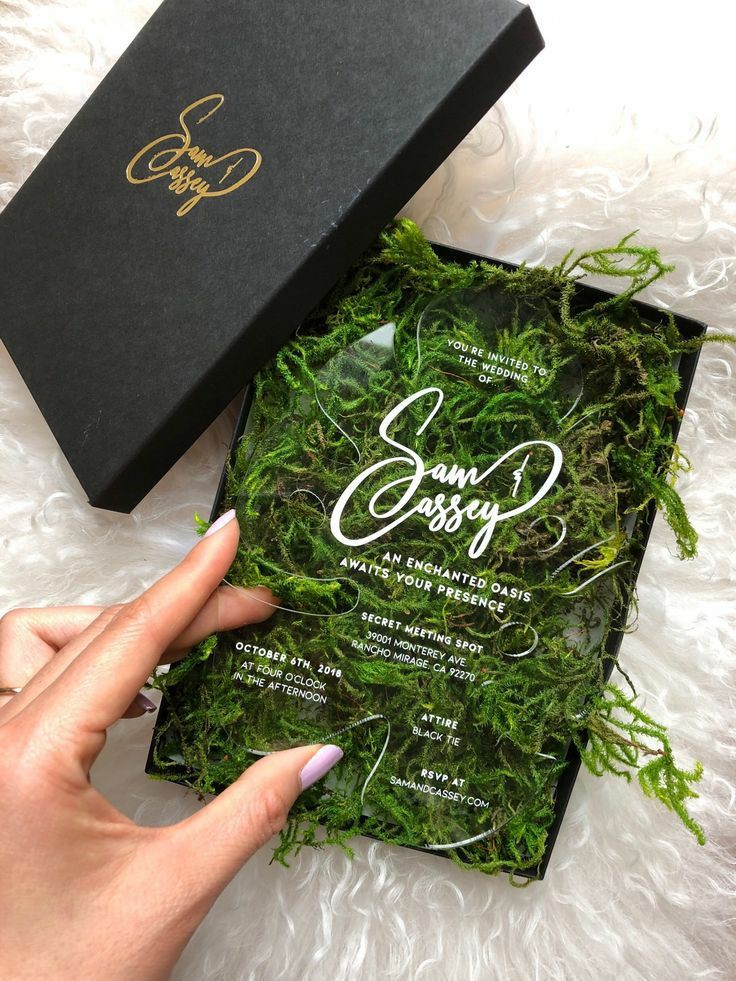 Sam &
Cassey
YOU'RE INVITED TO
THE WEDDING
OF
Sam &
Cassey
AN ENCHANTED OASIS
AWAITS YOUR PRESENCE
SECRET MEETING SPOT
39001 MONTEREY AVE.
RANCHO MIRAGE, CA 92270
OCTOBER 6TH, 2018
AT FOUR O'CLOCK
IN THE AFTERNOON
ATTIRE
BLACK TIE
RSVP AT
SAMANDCASSEY.COM